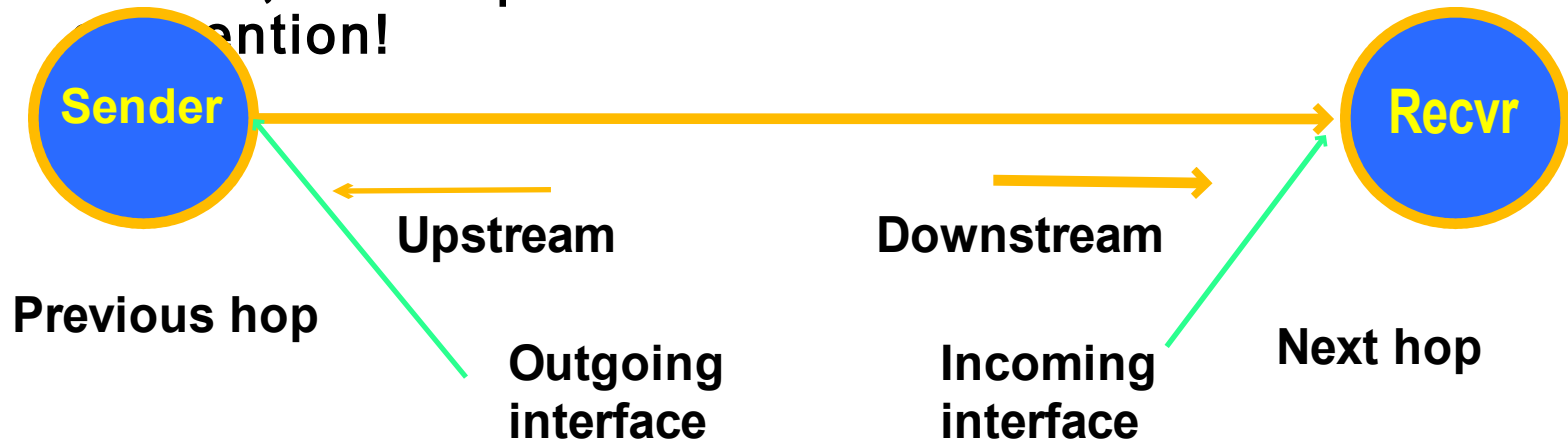 ention!
Sender
Recvr
Upstream
Downstream
Previous hop
Outgoing
interface
Incoming
interface
Next hop